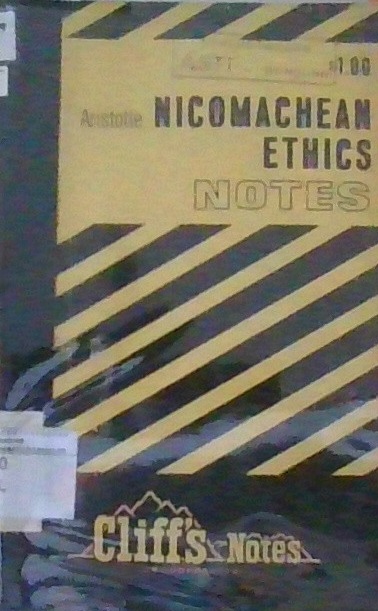 $1.00
Aristotle NICOMACHEAN
ETHICS
NOTES
Cliff's Notes